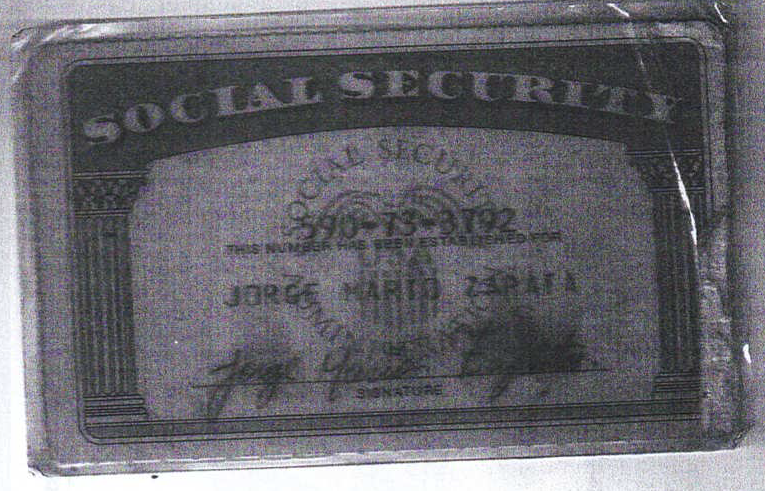 SOCIAL SECURITY
SOCIAL SECURITY
590-73-3792
THIS NUMBER HAS BEEN ESTABLISHED FOR
USA
JORGE MARIO ZAPATA
Jorge Mario Zapata
SIGNATURE